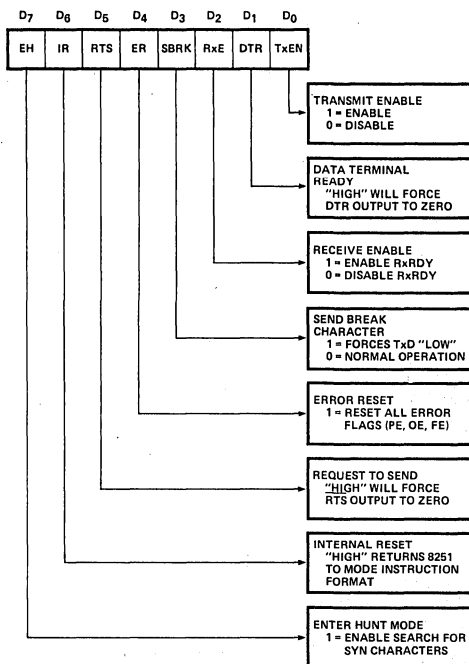 D7 D6 D5 D4 D3 D2 D1 D0
EH IR RTS ER SBRK RxE DTR TxEN
TRANSMIT ENABLE
1 = ENABLE
0 = DISABLE
DATA TERMINAL
READY
"HIGH" WILL FORCE
DTR OUTPUT TO ZERO
RECEIVE ENABLE
1 = ENABLE RxRDY
0 = DISABLE RxRDY
SEND BREAK
CHARACTER
1 = FORCES TxD "LOW"
0 = NORMAL OPERATION
ERROR RESET
1 = RESET ALL ERROR
FLAGS (PE, OE, FE)
REQUEST TO SEND
"HIGH" WILL FORCE
RTS OUTPUT TO ZERO
INTERNAL RESET
"HIGH" RETURNS 8251
TO MODE INSTRUCTION
FORMAT
ENTER HUNT MODE
1 = ENABLE SEARCH FOR
SYN CHARACTERS